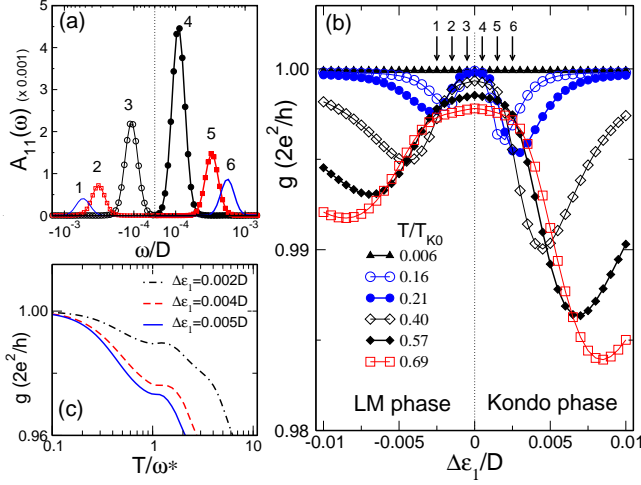 (a)
A11(ω) (x 0.001)
5
4
3
2
1
0
1
2
3
4
5
6
-10⁻³
-10⁻⁴
10⁻⁴
10⁻³
ω/D
(b)
1 2 3 4 5 6
g (2e²/h)
1.00
0.99
0.98
T/TK0
0.006
0.16
0.21
0.40
0.57
0.69
LM phase
Kondo phase
-0.01
-0.005
0
0.005
0.01
Δε₁/D
(c)
g (2e²/h)
1.00
0.96
Δε₁=0.002D
Δε₁=0.004D
Δε₁=0.005D
0.1
1
10
T/ω*